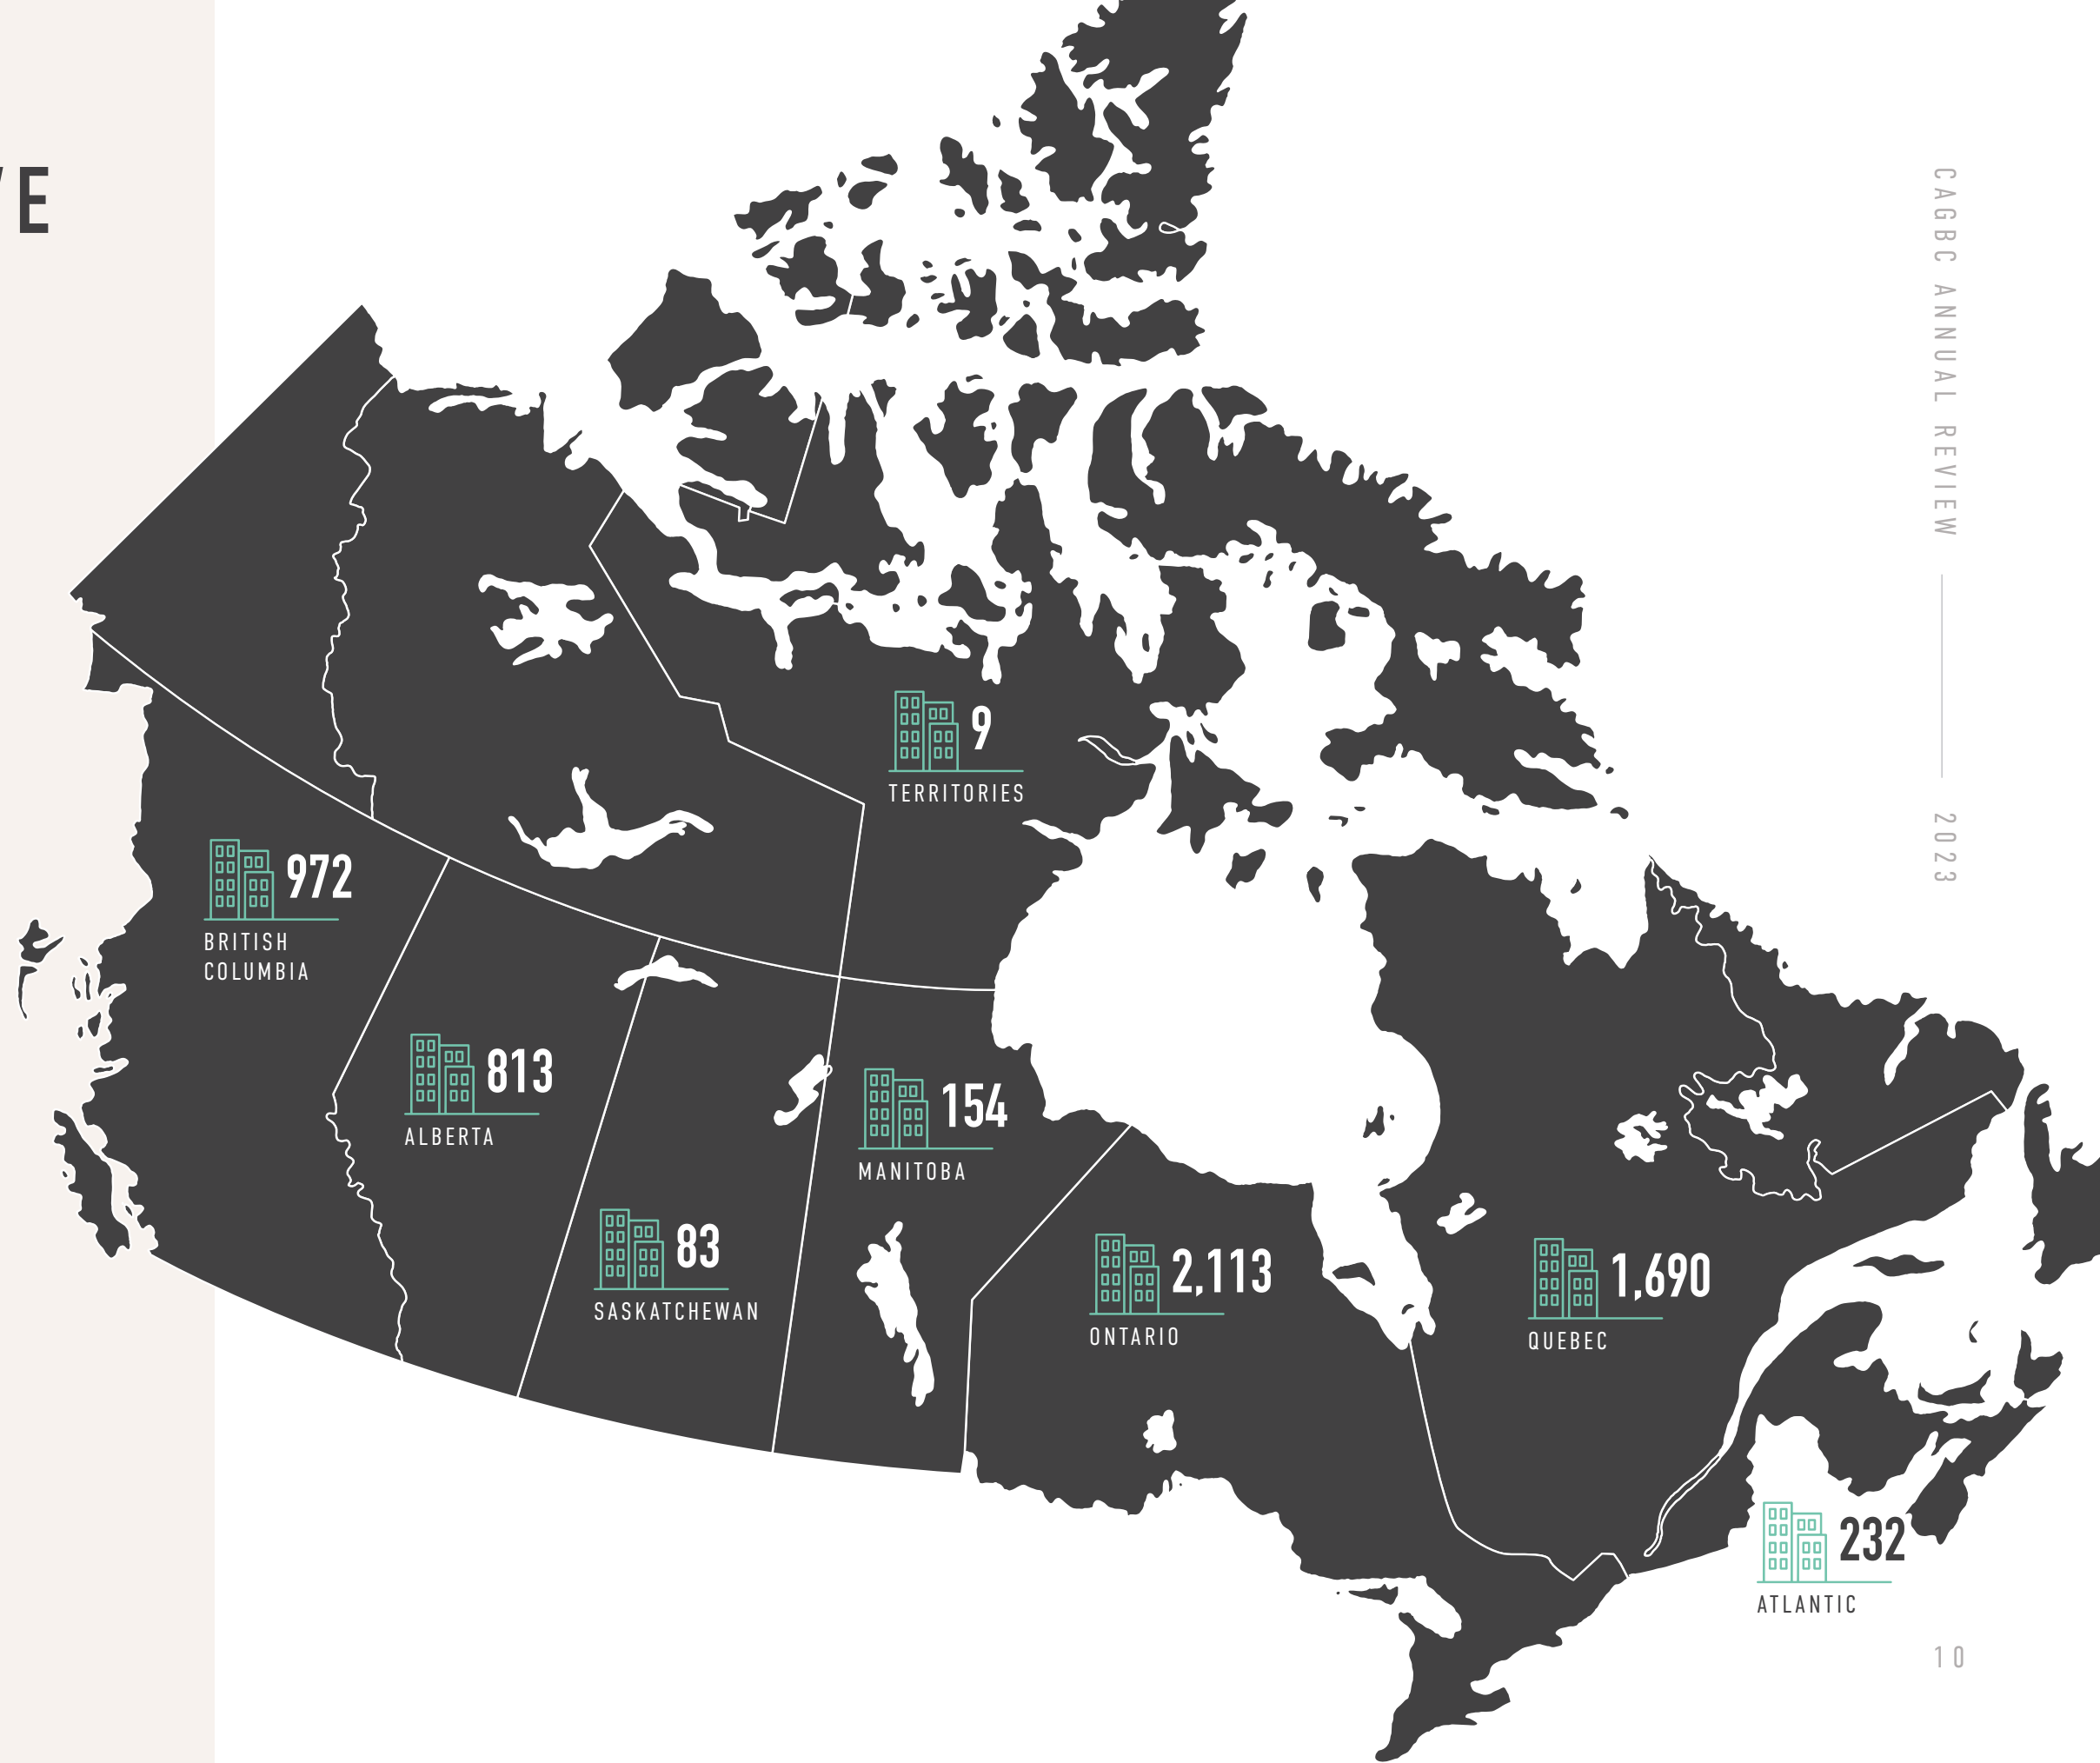 E
CAGBC ANNUAL REVIEW
2023
9
TERRITORIES
972
BRITISH
COLUMBIA
813
ALBERTA
154
MANITOBA
83
SASKATCHEWAN
2,113
ONTARIO
1,690
QUEBEC
232
ATLANTIC
10